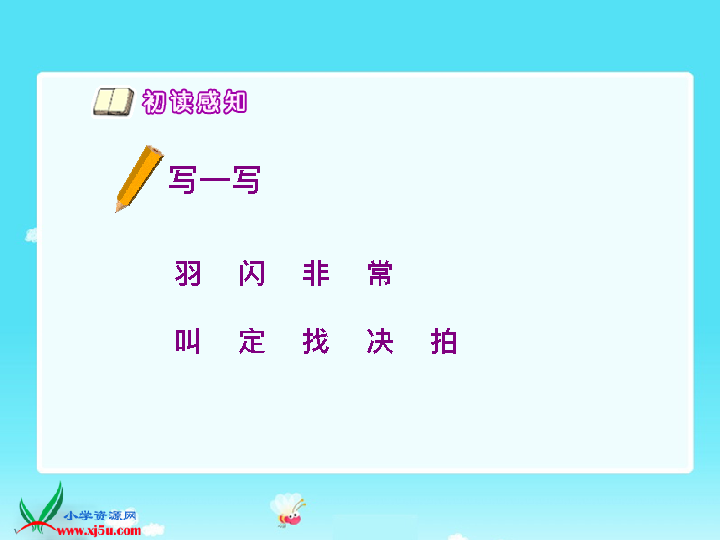 初读感知
写一写
羽 闪 非 常
叫 定 找 决 拍
小学资源网
www.xj5u.com